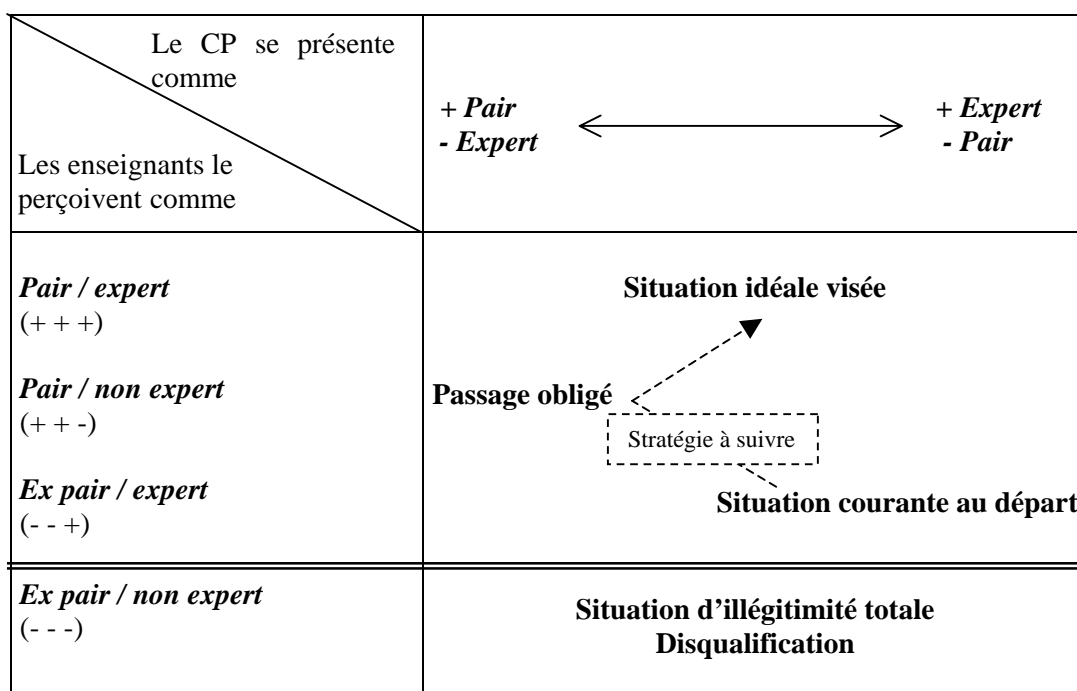 Le CP se présente
comme
Les enseignants le
perçoivent comme
+ Pair
- Expert
+ Expert
- Pair
Pair / expert
(+ + +)
Situation idéale visée
Pair / non expert
(+ + -)
Passage obligé
Stratégie à suivre
Ex pair / expert
(- - +)
Situation courante au départ
Ex pair / non expert
(- - -)
Situation d’illégitimité totale
Disqualification